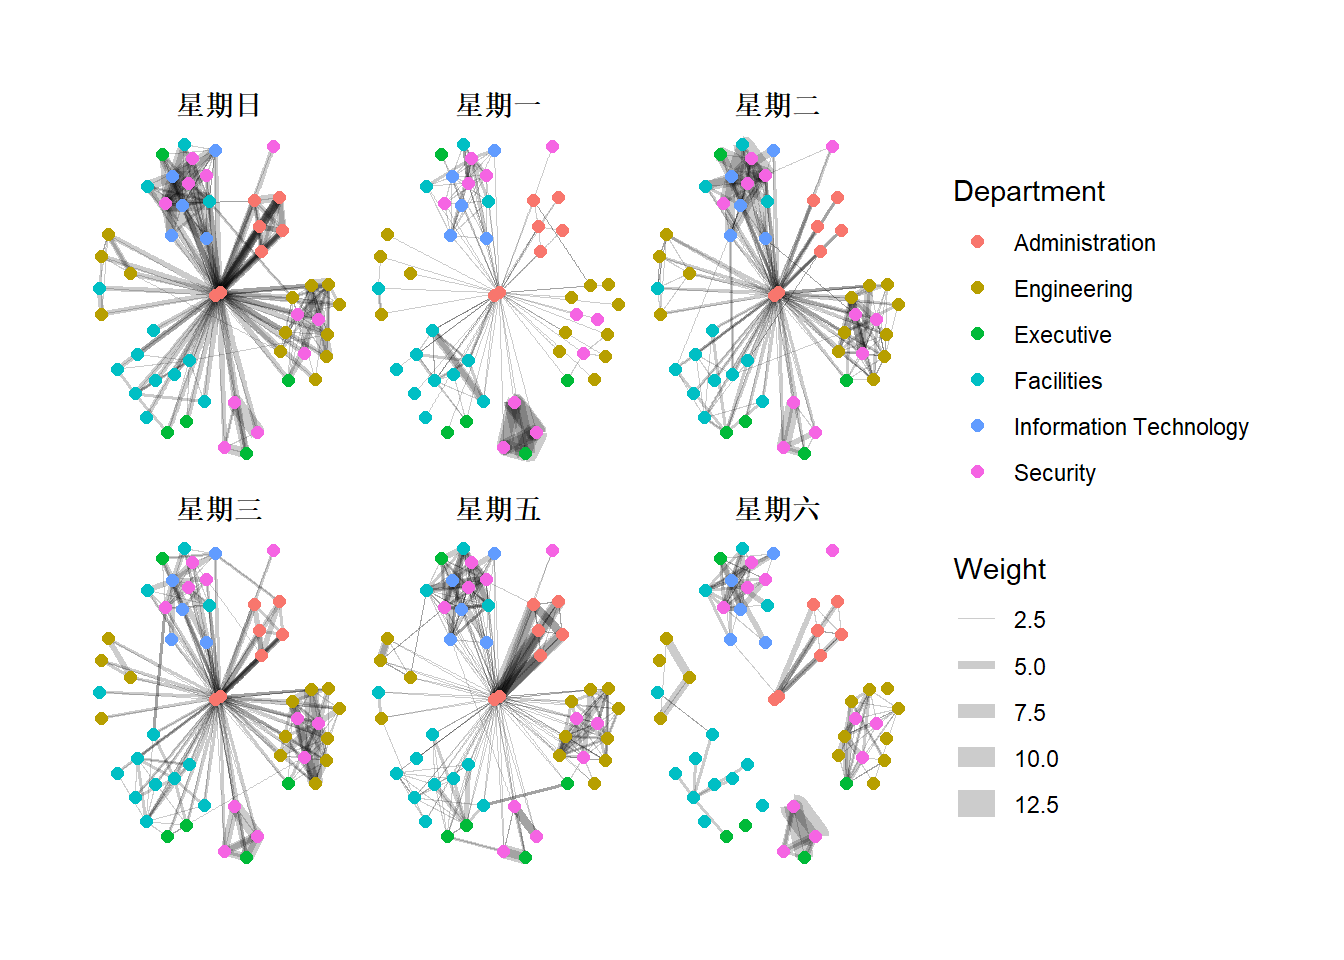 星期日
星期一
星期二
星期三
星期五
星期六
Department
Administration
Engineering
Executive
Facilities
Information Technology
Security
Weight
2.5
5.0
7.5
10.0
12.5